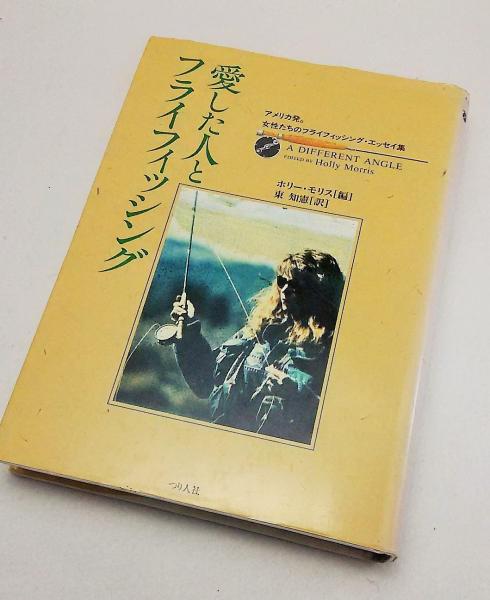 愛した人と
フライフィッシング
アメリカ発。
女性たちのフライフィッシング・エッセイ集
A DIFFERENT ANGLE
EDITED BY Holly Morris
ホリー・モリス[編]
東 知憲[訳]
つり人社